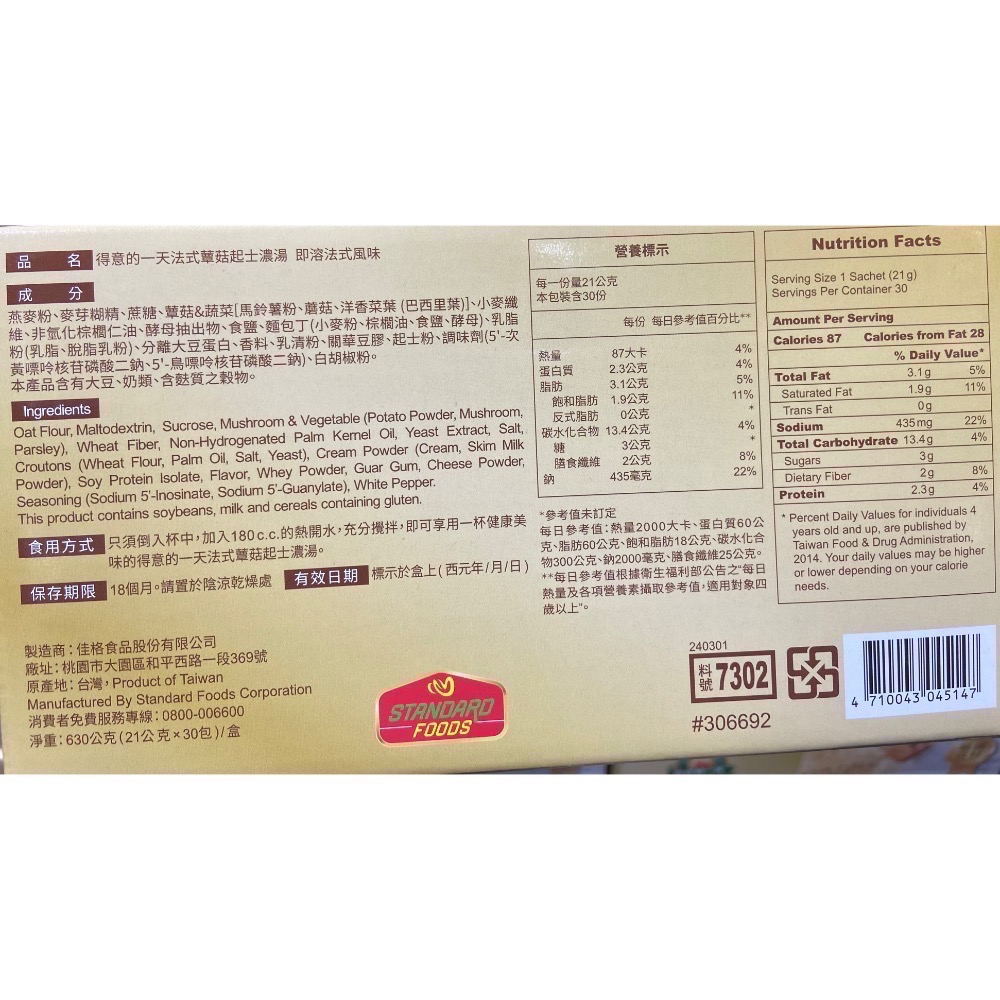 品 名 得意的一天法式蕈菇起士濃湯 即溶法式風味
成 分
燕麥粉、麥芽糊精、蔗糖、蕈菇&蔬菜[馬鈴薯粉、蘑菇、洋香菜葉 (巴西里葉)]、小麥纖
維、非氫化棕櫚仁油、酵母抽出物、食鹽、麵包丁(小麥粉、棕櫚油、食鹽、酵母)、乳脂
粉(乳脂、脫脂乳粉)、分離大豆蛋白、香料、乳清粉、關華豆膠、起士粉、調味劑(5'-次
黃嘌呤核苷磷酸二鈉、5'-鳥嘌呤核苷磷酸二鈉)、白胡椒粉。
本產品含有大豆、奶類、含麩質之穀物。
Ingredients
Oat Flour, Maltodextrin, Sucrose, Mushroom & Vegetable (Potato Powder, Mushroom,
Parsley), Wheat Fiber, Non-Hydrogenated Palm Kernel Oil, Yeast Extract, Salt,
Croutons (Wheat Flour, Palm Oil, Salt, Yeast), Cream Powder (Cream, Skim Milk
Powder), Soy Protein Isolate, Flavor, Whey Powder, Guar Gum, Cheese Powder,
Seasoning (Sodium 5'-Inosinate, Sodium 5'-Guanylate), White Pepper.
This product contains soybeans, milk and cereals containing gluten.
食用方式 只須倒入杯中,加入180c.c.的熱開水,充分攪拌,即可享用一杯健康美
味的得意的一天法式蕈菇起士濃湯。
保存期限 18個月。請置於陰涼乾燥處 有效日期 標示於盒上(西元年/月/日)
製造商:佳格食品股份有限公司
廠址:桃園市大園區和平西路一段369號
原產地:台灣,Product of Taiwan
Manufactured By Standard Foods Corporation
消費者免費服務專線:0800-006600
淨重:630公克(21公克×30包)/盒
STANDARD
FOODS
營養標示
每一份量21公克
本包裝含30份
每份 每日參考值百分比**
熱量 87大卡 4%
蛋白質 2.3公克 4%
脂肪 3.1公克 5%
飽和脂肪 1.9公克 11%
反式脂肪 0公克 *
碳水化合物 13.4公克 4%
糖 3公克 *
膳食纖維 2公克 8%
鈉 435毫克 22%
*參考值未訂定
每日參考值:熱量2000大卡、蛋白質60公
克、脂肪60公克、飽和脂肪18公克、碳水化合
物300公克、鈉2000毫克、膳食纖維25公克。
**每日參考值根據衛生福利部公告之"每日
熱量及各項營養素攝取參考值,適用對象四
歲以上"。
Nutrition Facts
Serving Size 1 Sachet (21g)
Servings Per Container 30
Amount Per Serving
Calories 87 Calories from Fat 28
% Daily Value*
Total Fat 3.1g 5%
Saturated Fat 1.9g 11%
Trans Fat 0g
Sodium 435mg 22%
Total Carbohydrate 13.4g 4%
Sugars 3g
Dietary Fiber 2g 8%
Protein 2.3g 4%
* Percent Daily Values for individuals 4
years old and up, are published by
Taiwan Food & Drug Administration,
2014. Your daily values may be higher
or lower depending on your calorie
needs.
240301
料號 7302
#306692
4 710043 045147